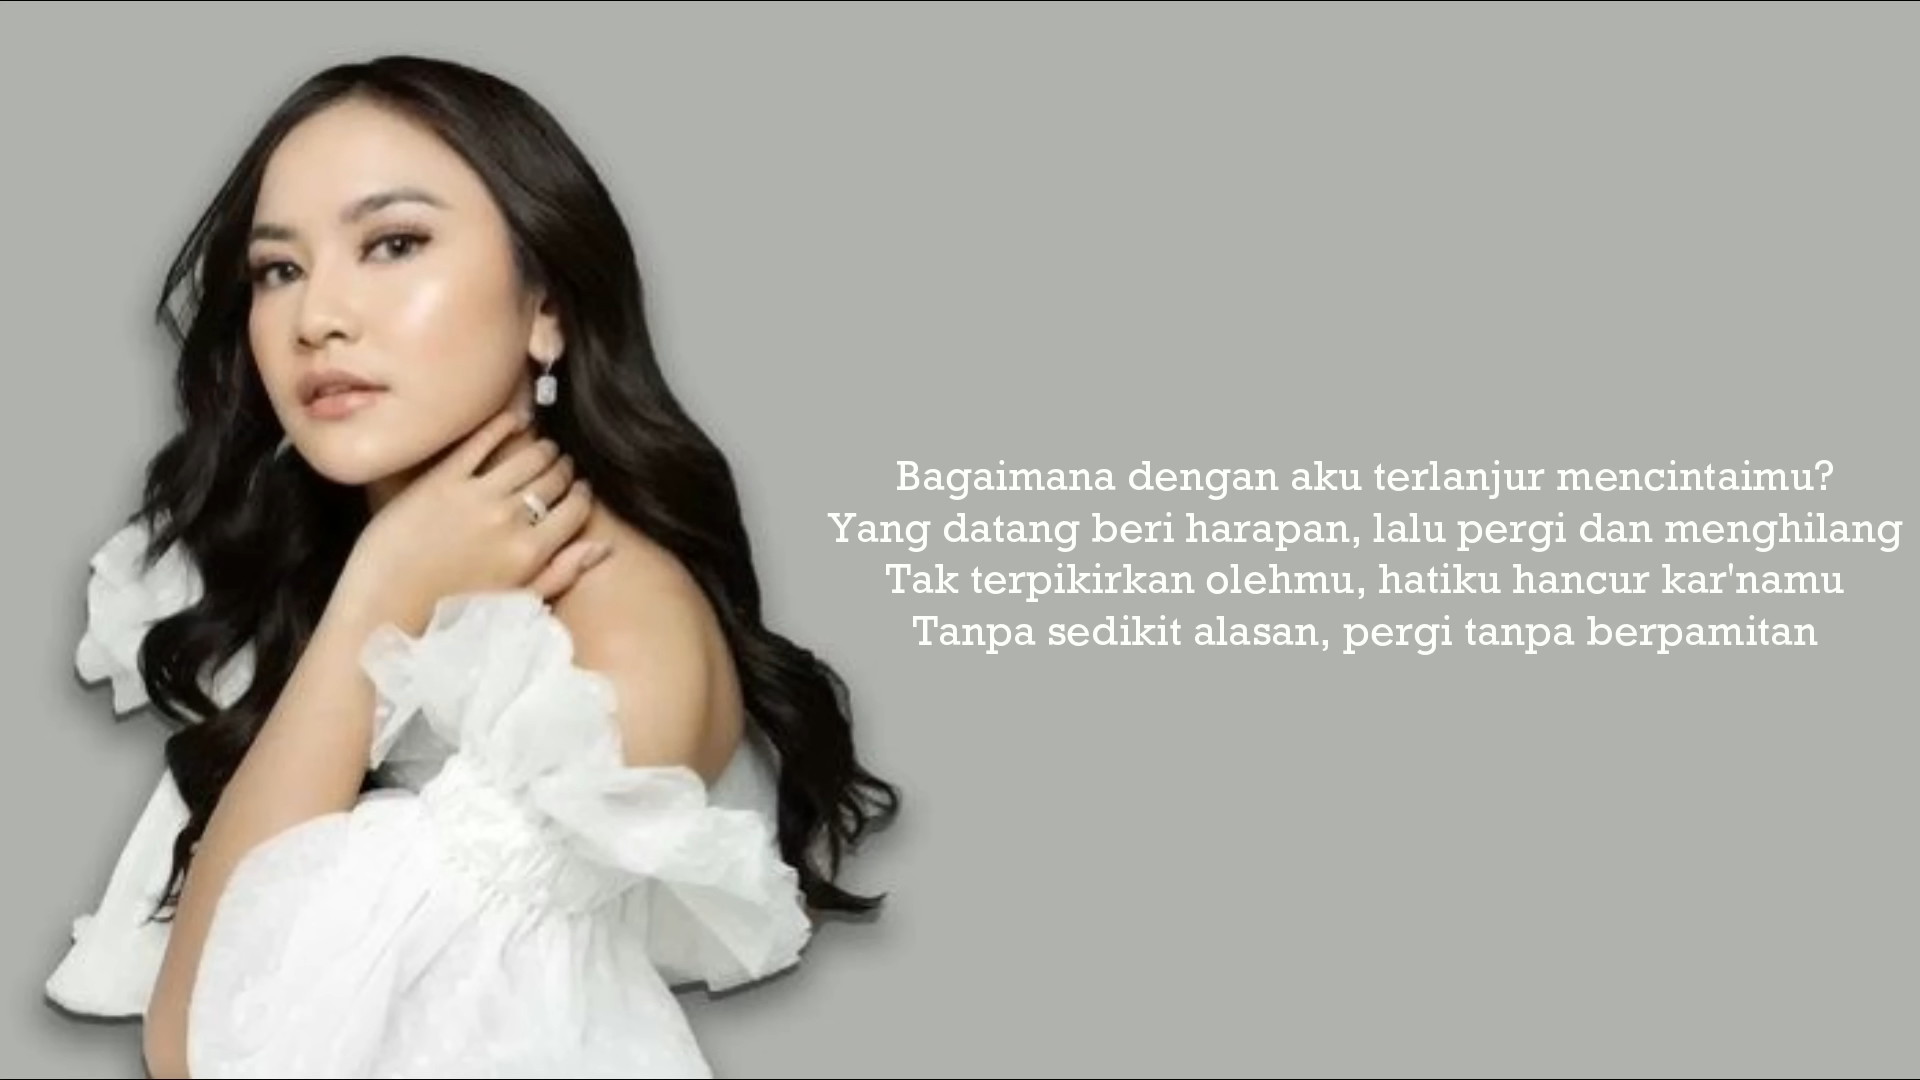 Bagaimana dengan aku terlanjur mencintaimu?
Yang datang beri harapan, lalu pergi dan menghilang
Tak terpikirkan olehmu, hatiku hancur kar'namu
Tanpa sedikit alasan, pergi tanpa berpamitan